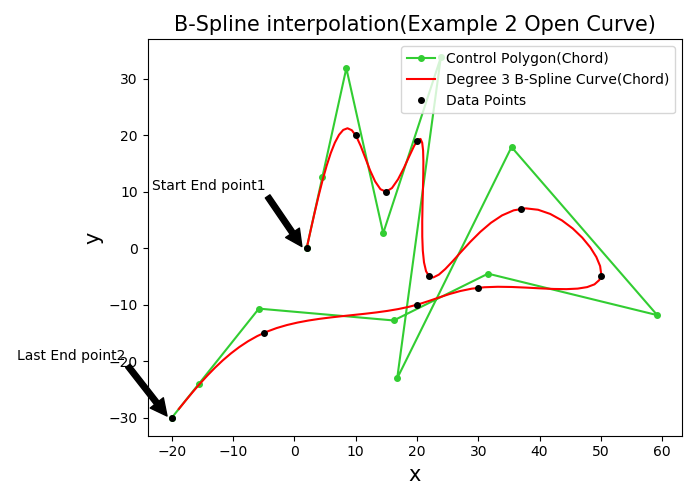 B-Spline interpolation(Example 2 Open Curve)
Control Polygon(Chord)
Degree 3 B-Spline Curve(Chord)
Data Points
30
20
10
0
−10
−20
−30
y
Start End point1
Last End point2
−20 −10 0 10 20 30 40 50 60
x